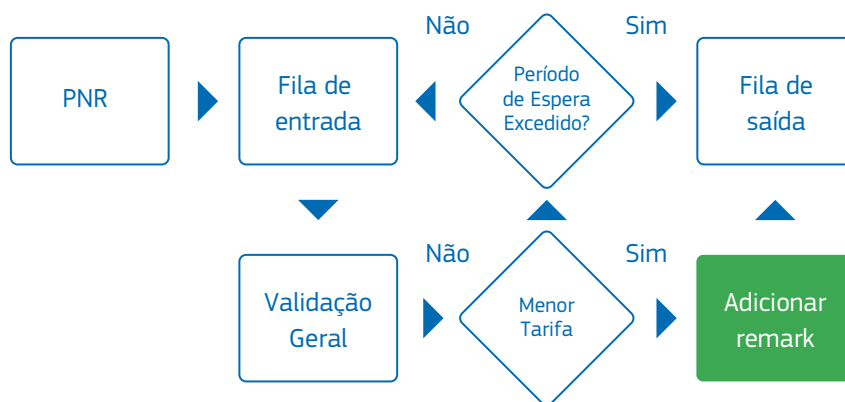 Não
Sim
PNR
Fila de
entrada
Período
de Espera
Excedido?
Fila de
saída
Não
Sim
Validação
Geral
Menor
Tarifa
Adicionar
remark